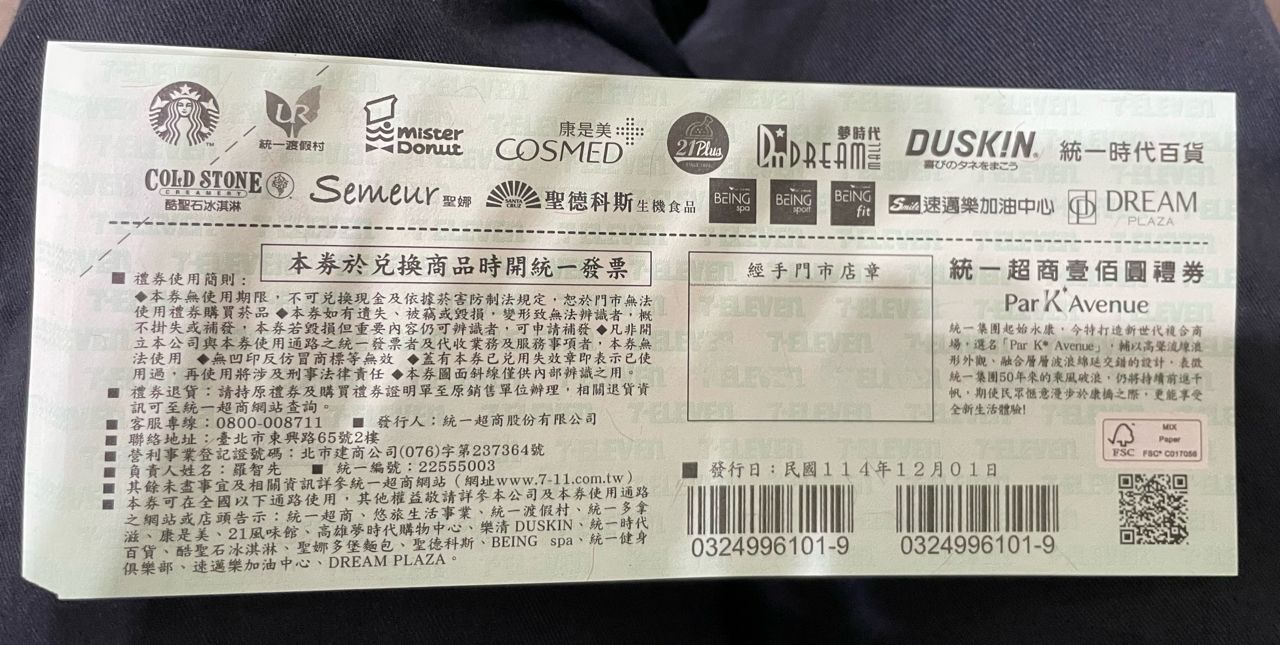 統一渡假村
mister Donut
康是美
COSMED
21Plus
夢時代
DREAM MALL
DUSKIN
喜びのタネをまこう
統一時代百貨
COLD STONE
CREAMERY
酷聖石冰淇淋
Semeur 聖娜
SANTA CRUZ 聖德科斯 生機食品
BEING spa
BEING sport
BEING fit
Smile 速邁樂加油中心
DREAM PLAZA
本券於兌換商品時開統一發票
■ 禮券使用簡則：
◆本券無使用期限，不可兌換現金及依據菸害防制法規定，恕於門市無法
使用禮券購買菸品 ◆本券如有遺失、被竊或毀損，變形致無法辨識者，概
不掛失或補發，本券若毀損但重要內容仍可辨識者，可申請補發 ◆凡非開
立本公司與本券使用通路之統一發票者及代收業務及服務事項者，本券無
法使用 ◆無凹印反仿冒商標等無效 ◆蓋有本券已兌用失效章即表示已使
用過，再使用將涉及刑事法律責任 ◆本券圖面斜線僅供內部辨識之用。
■ 禮券退貨：請持原禮券及購買禮券證明單至原銷售單位辦理，相關退貨資
訊可至統一超商網站查詢。
■ 客服專線：0800-008711 ■ 發行人：統一超商股份有限公司
■ 聯絡地址：臺北市東興路65號2樓
■ 營利事業登記證號碼：北市建商公司(076)字第237364號
■ 負責人姓名：羅智先 ■ 統一編號：22555003
■ 其餘未盡事宜及相關資訊詳參統一超商網站（網址www.7-11.com.tw）
■ 本券可在全國以下通路使用，其他權益敬請詳參本公司及本券使用通路
之網站或店頭告示：統一超商、悠旅生活事業、統一渡假村、統一多拿
滋、康是美、21風味館、高雄夢時代購物中心、樂清 DUSKIN、統一時代
百貨、酷聖石冰淇淋、聖娜多堡麵包、聖德科斯、BEING spa、統一健身
俱樂部、速邁樂加油中心、DREAM PLAZA。
經手門市店章
■ 發行日：民國114年12月01日
0324996101-9
0324996101-9
統一超商壹佰圓禮券
Par K* Avenue
統一集團起始永康，今特打造新世代複合商
場，選名「Par K* Avenue」，輔以高聳流線
形外觀、融合層層波浪綿延交錯的設計，表徵
統一集團50年來的乘風破浪，仍將持續前進千
帆，期使民眾愜意漫步於康橋之際，更能享受
全新生活體驗!
FSC
MIX
Paper
FSC® C017056